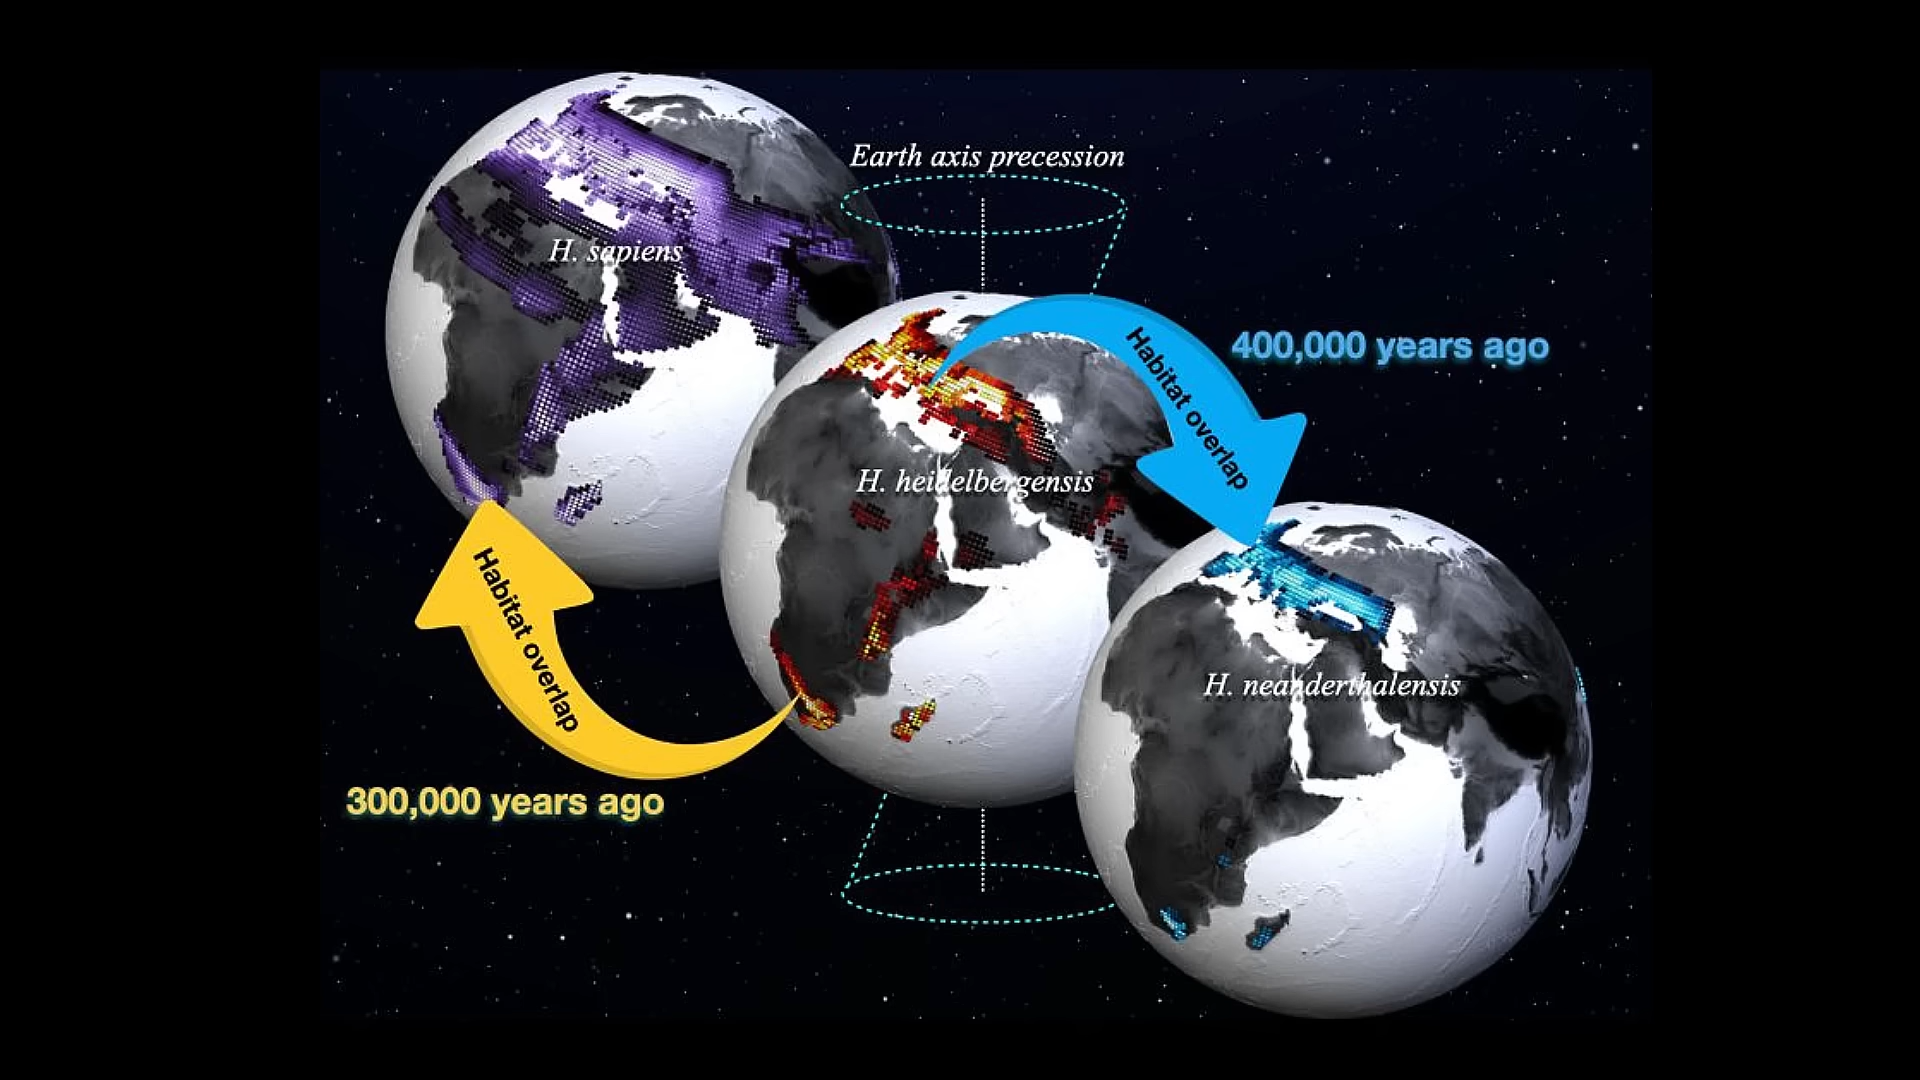 Earth axis precession
H. sapiens
Habitat overlap
400,000 years ago
H. heidelbergensis
Habitat overlap
H. neanderthalensis
300,000 years ago